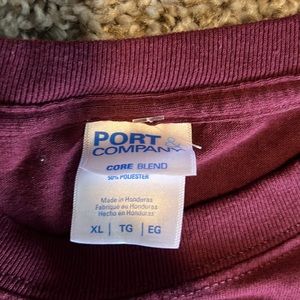 PORT &
COMPANY
CORE BLEND
50% POLYESTER
Made in Honduras
Fabriqué au Honduras
Hecho en Honduras
XL | TG | EG